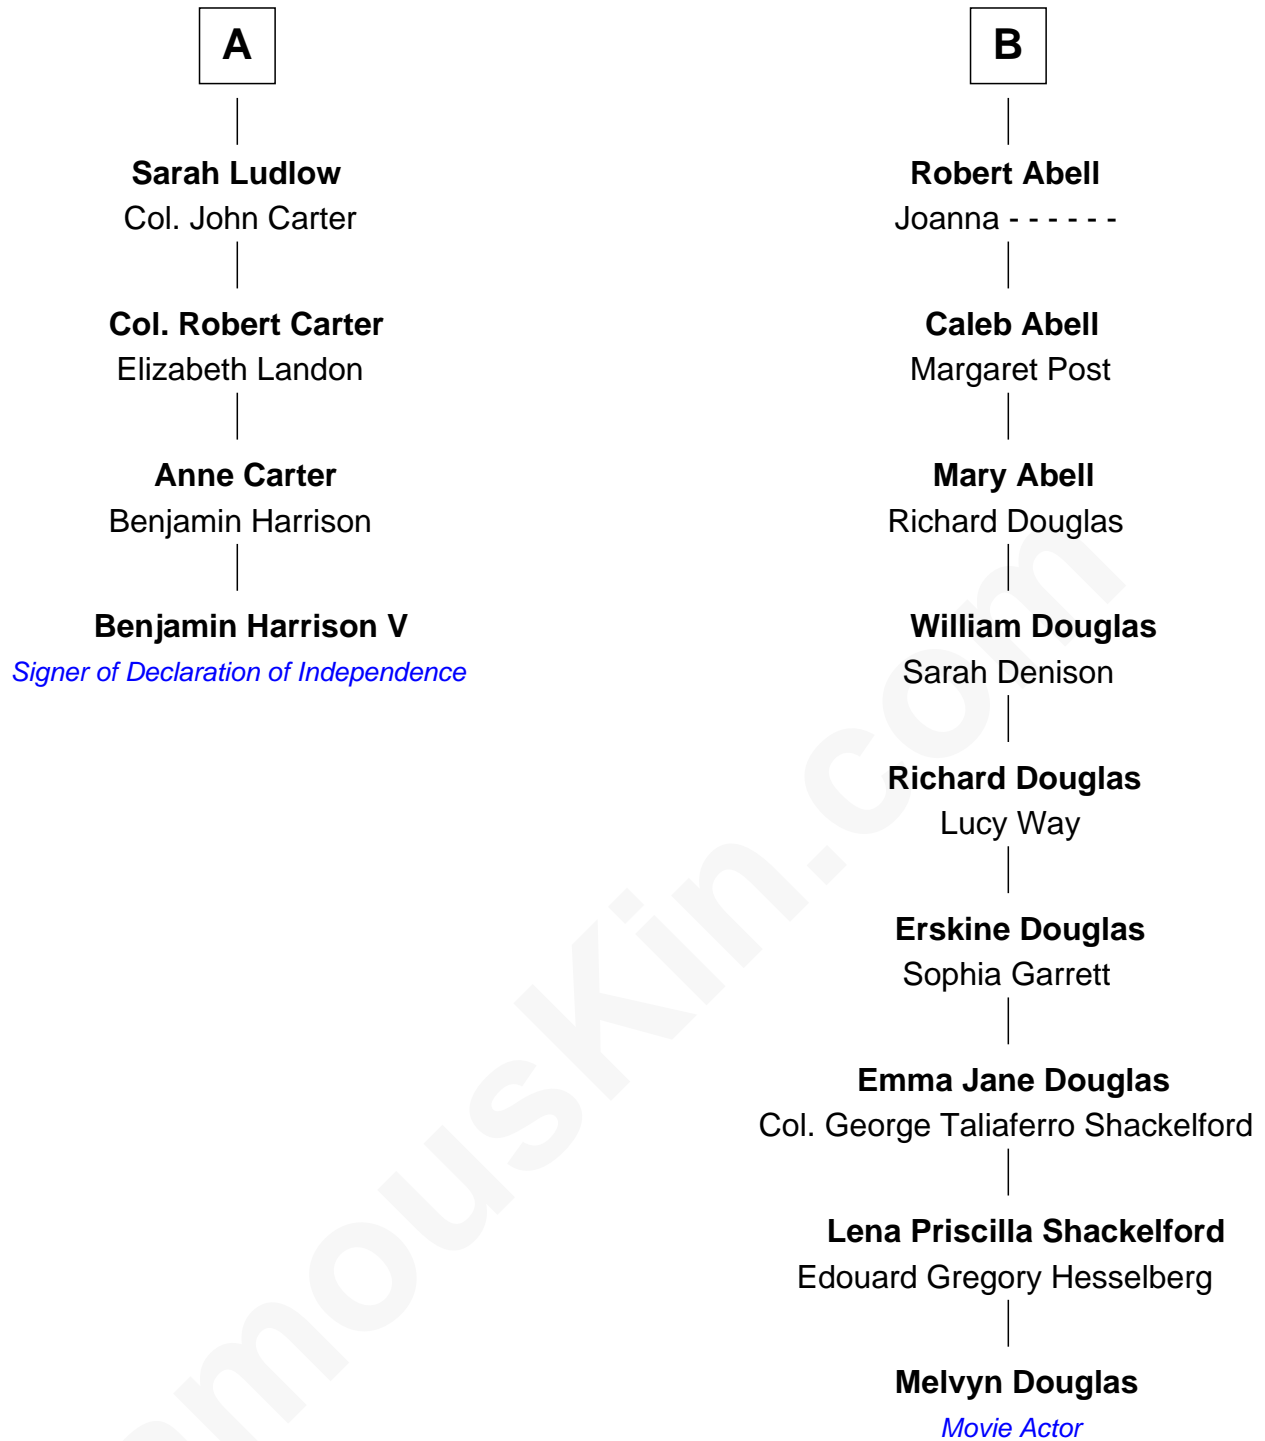 A
Sarah Ludlow
Col. John Carter
Col. Robert Carter
Elizabeth Landon
Anne Carter
Benjamin Harrison
Benjamin Harrison V
Signer of Declaration of Independence
B
Robert Abell
Joanna - - - - - -
Caleb Abell
Margaret Post
Mary Abell
Richard Douglas
William Douglas
Sarah Denison
Richard Douglas
Lucy Way
Erskine Douglas
Sophia Garrett
Emma Jane Douglas
Col. George Taliaferro Shackelford
Lena Priscilla Shackelford
Edouard Gregory Hesselberg
Melvyn Douglas
Movie Actor
amouskin.com